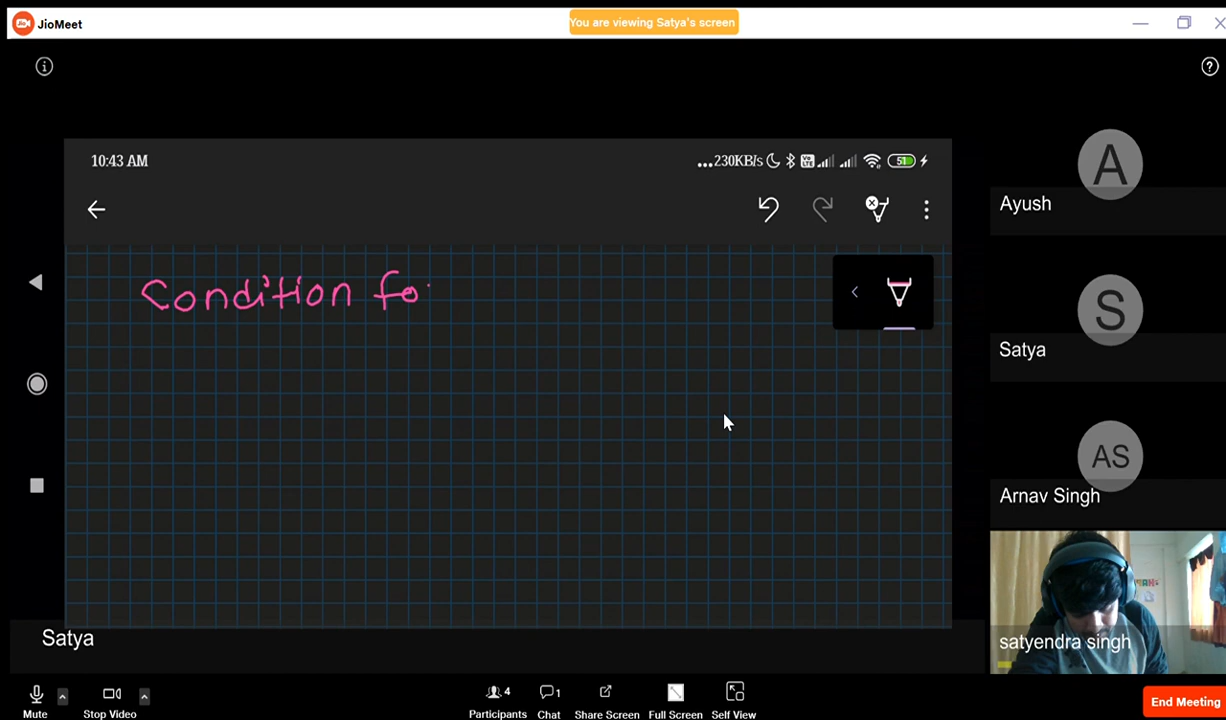 JioMeet
You are viewing Satya's screen
10:43 AM
...230KB/s
51
Condition fo
A
Ayush
S
Satya
AS
Arnav Singh
satyendra singh
Satya
4
1
Mute
Stop Video
Participants
Chat
Share Screen
Full Screen
Self View
End Meeting